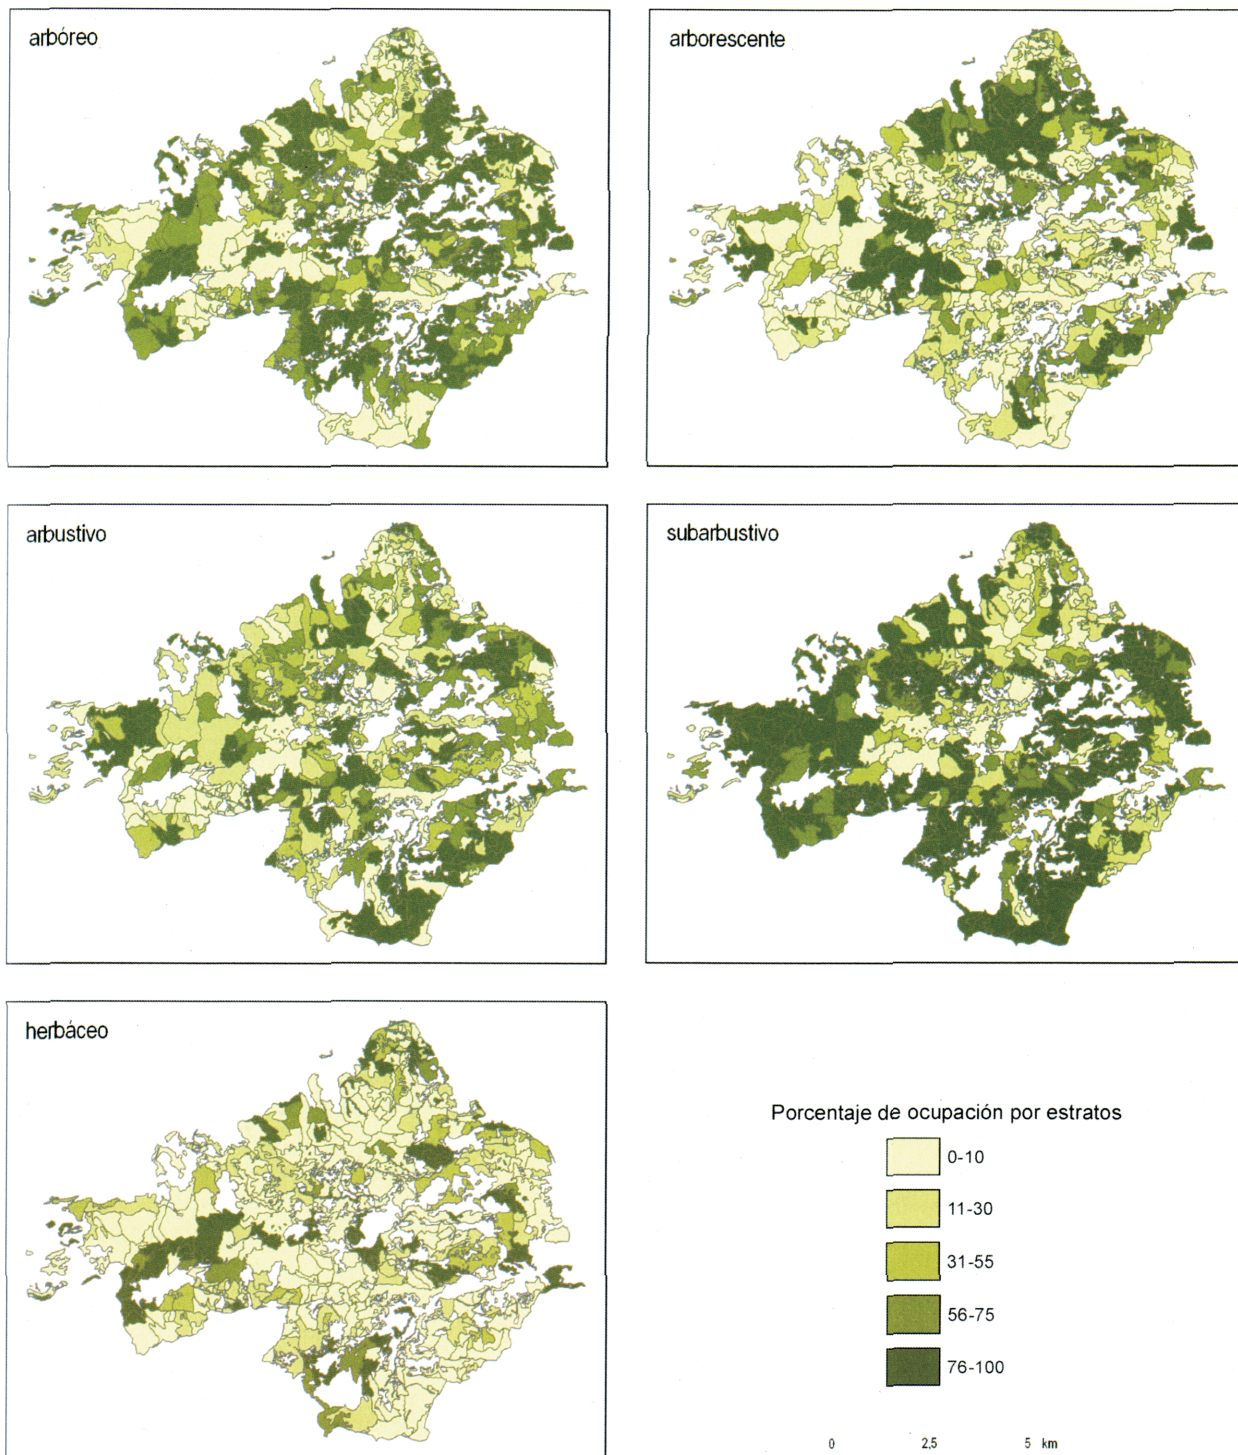 arbóreo
arborescente
arbustivo
subarbustivo
herbáceo
Porcentaje de ocupación por estratos
0-10
11-30
31-55
56-75
76-100
0 2,5 5 km